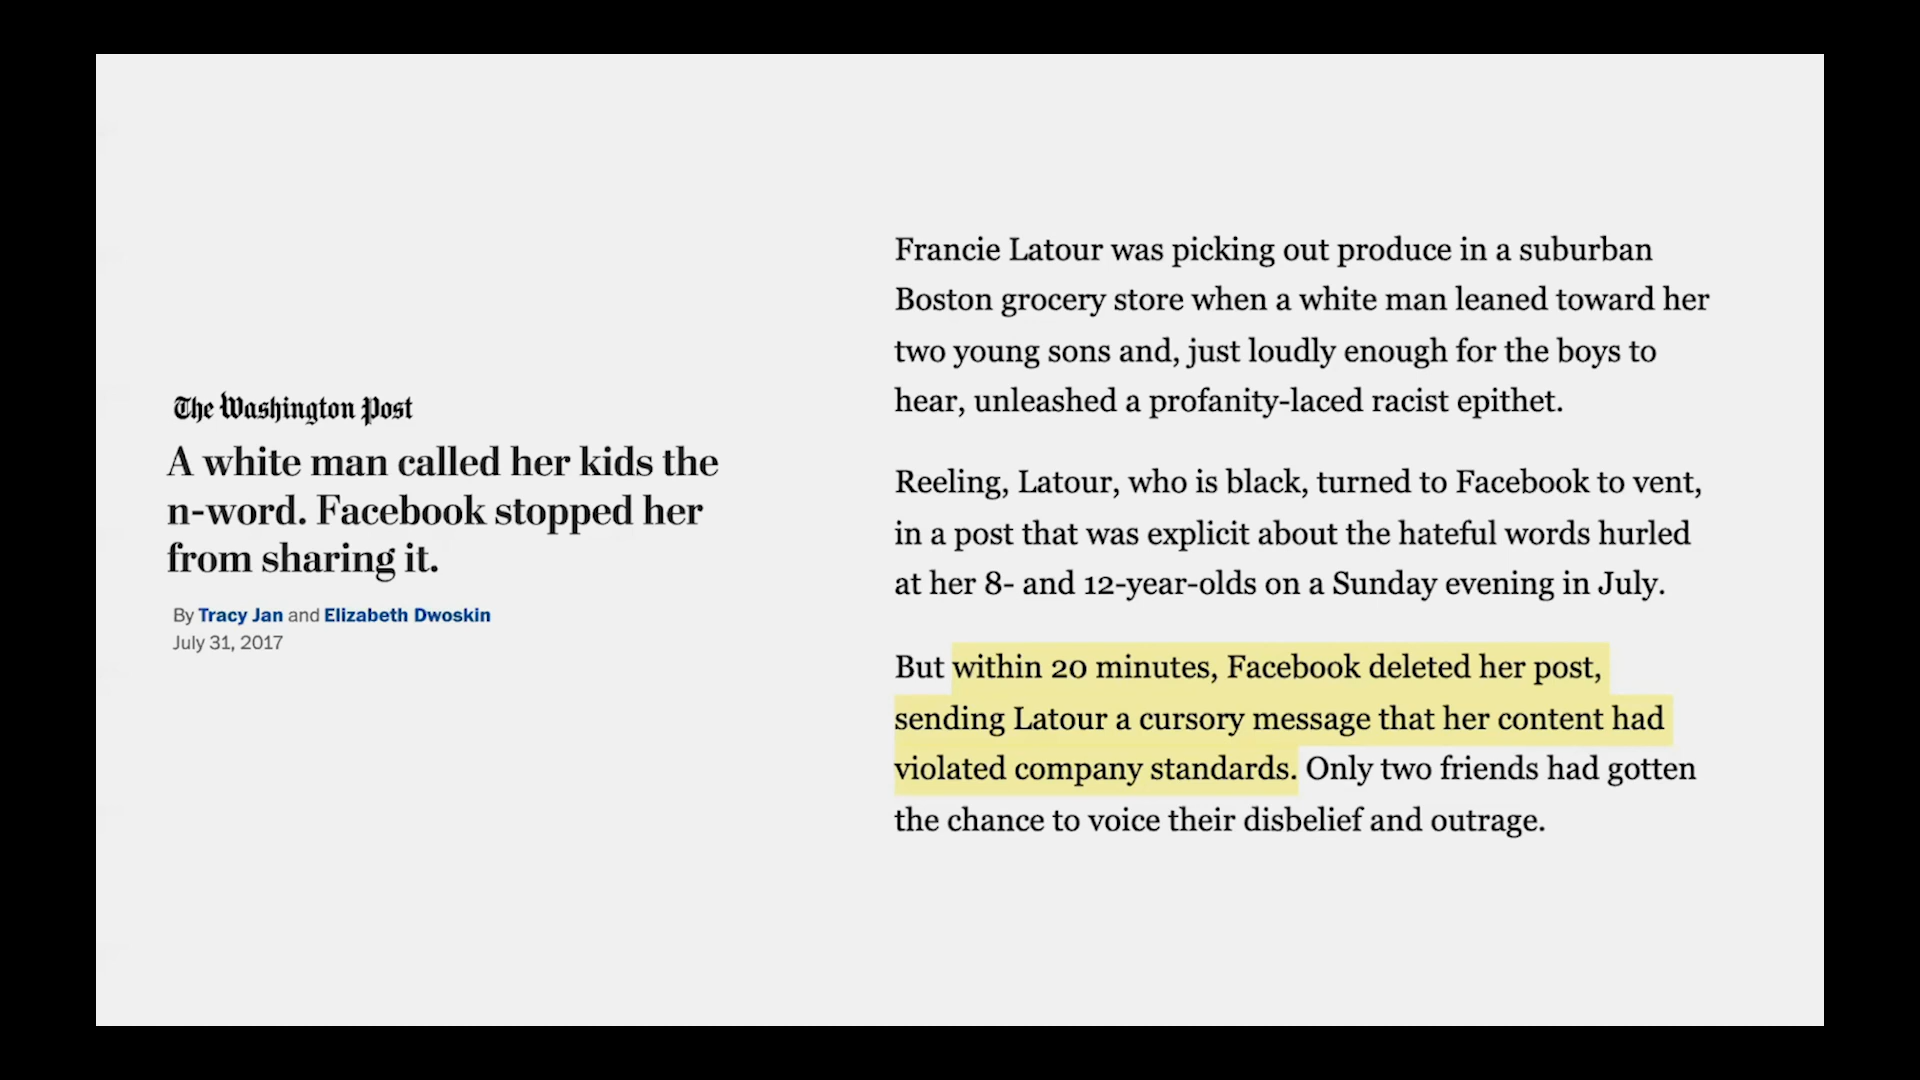 The Washington Post
A white man called her kids the
n-word. Facebook stopped her
from sharing it.
By Tracy Jan and Elizabeth Dwoskin
July 31, 2017
Francie Latour was picking out produce in a suburban
Boston grocery store when a white man leaned toward her
two young sons and, just loudly enough for the boys to
hear, unleashed a profanity-laced racist epithet.
Reeling, Latour, who is black, turned to Facebook to vent,
in a post that was explicit about the hateful words hurled
at her 8- and 12-year-olds on a Sunday evening in July.
But within 20 minutes, Facebook deleted her post,
sending Latour a cursory message that her content had
violated company standards. Only two friends had gotten
the chance to voice their disbelief and outrage.